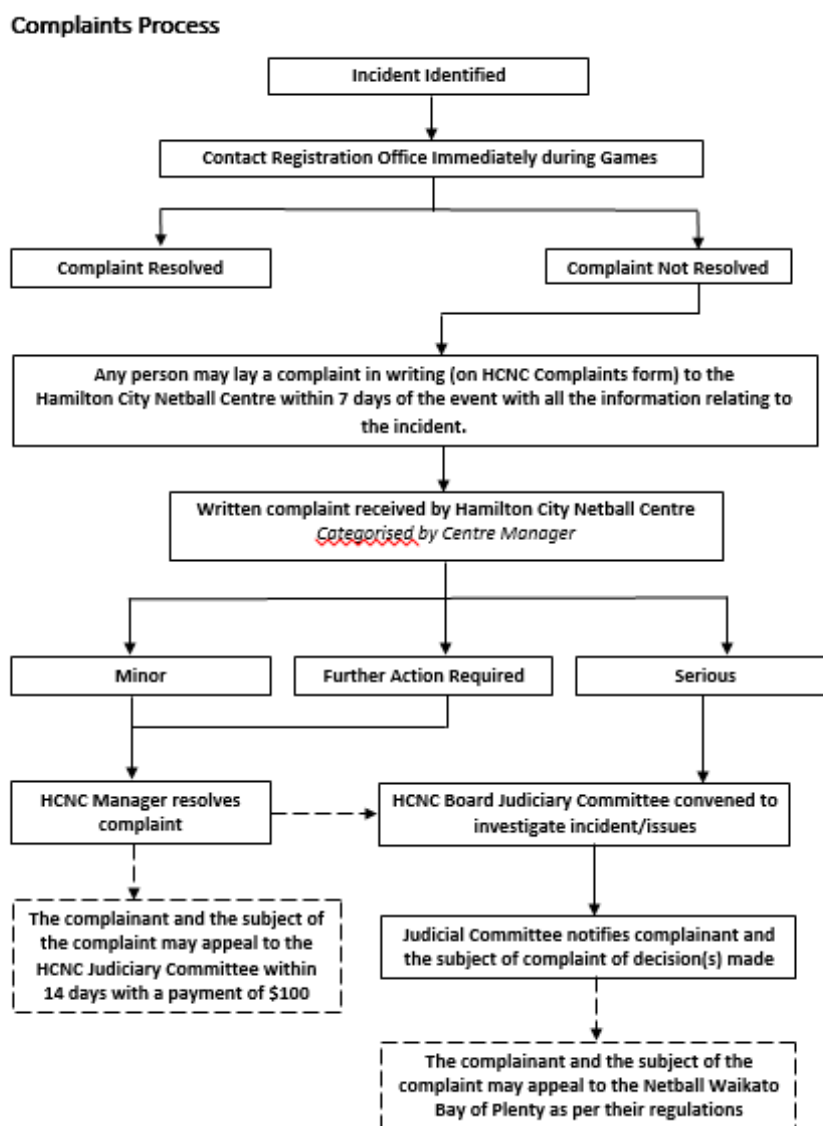 Complaints Process
Incident Identified
Contact Registration Office Immediately during Games
Complaint Resolved
Complaint Not Resolved
Any person may lay a complaint in writing (on HCNC Complaints form) to the
Hamilton City Netball Centre within 7 days of the event with all the information relating to
the incident.
Written complaint received by Hamilton City Netball Centre
Categorised by Centre Manager
Minor
Further Action Required
Serious
HCNC Manager resolves
complaint
HCNC Board Judiciary Committee convened to
investigate incident/issues
The complainant and the subject of
the complaint may appeal to the
HCNC Judiciary Committee within
14 days with a payment of $100
Judicial Committee notifies complainant and
the subject of complaint of decision(s) made
The complainant and the subject of the
complaint may appeal to the Netball Waikato
Bay of Plenty as per their regulations